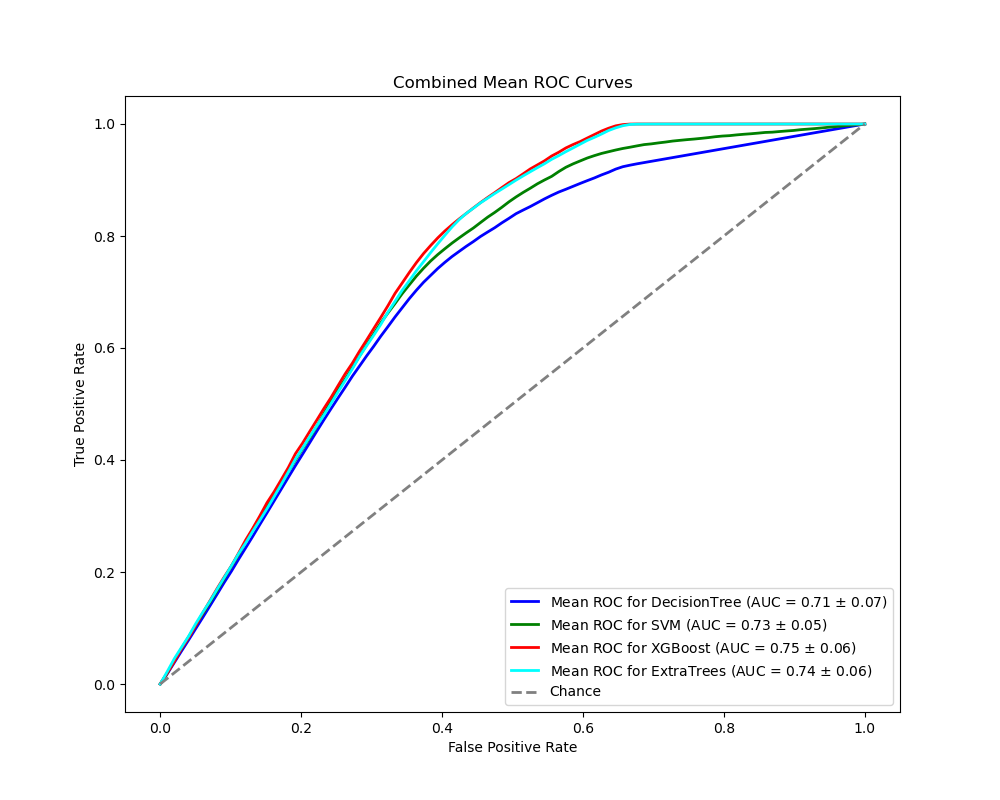 Combined Mean ROC Curves
True Positive Rate
1.0
0.8
0.6
0.4
0.2
0.0
Mean ROC for DecisionTree (AUC = 0.71 ± 0.07)
Mean ROC for SVM (AUC = 0.73 ± 0.05)
Mean ROC for XGBoost (AUC = 0.75 ± 0.06)
Mean ROC for ExtraTrees (AUC = 0.74 ± 0.06)
Chance
0.0 0.2 0.4 0.6 0.8 1.0
False Positive Rate